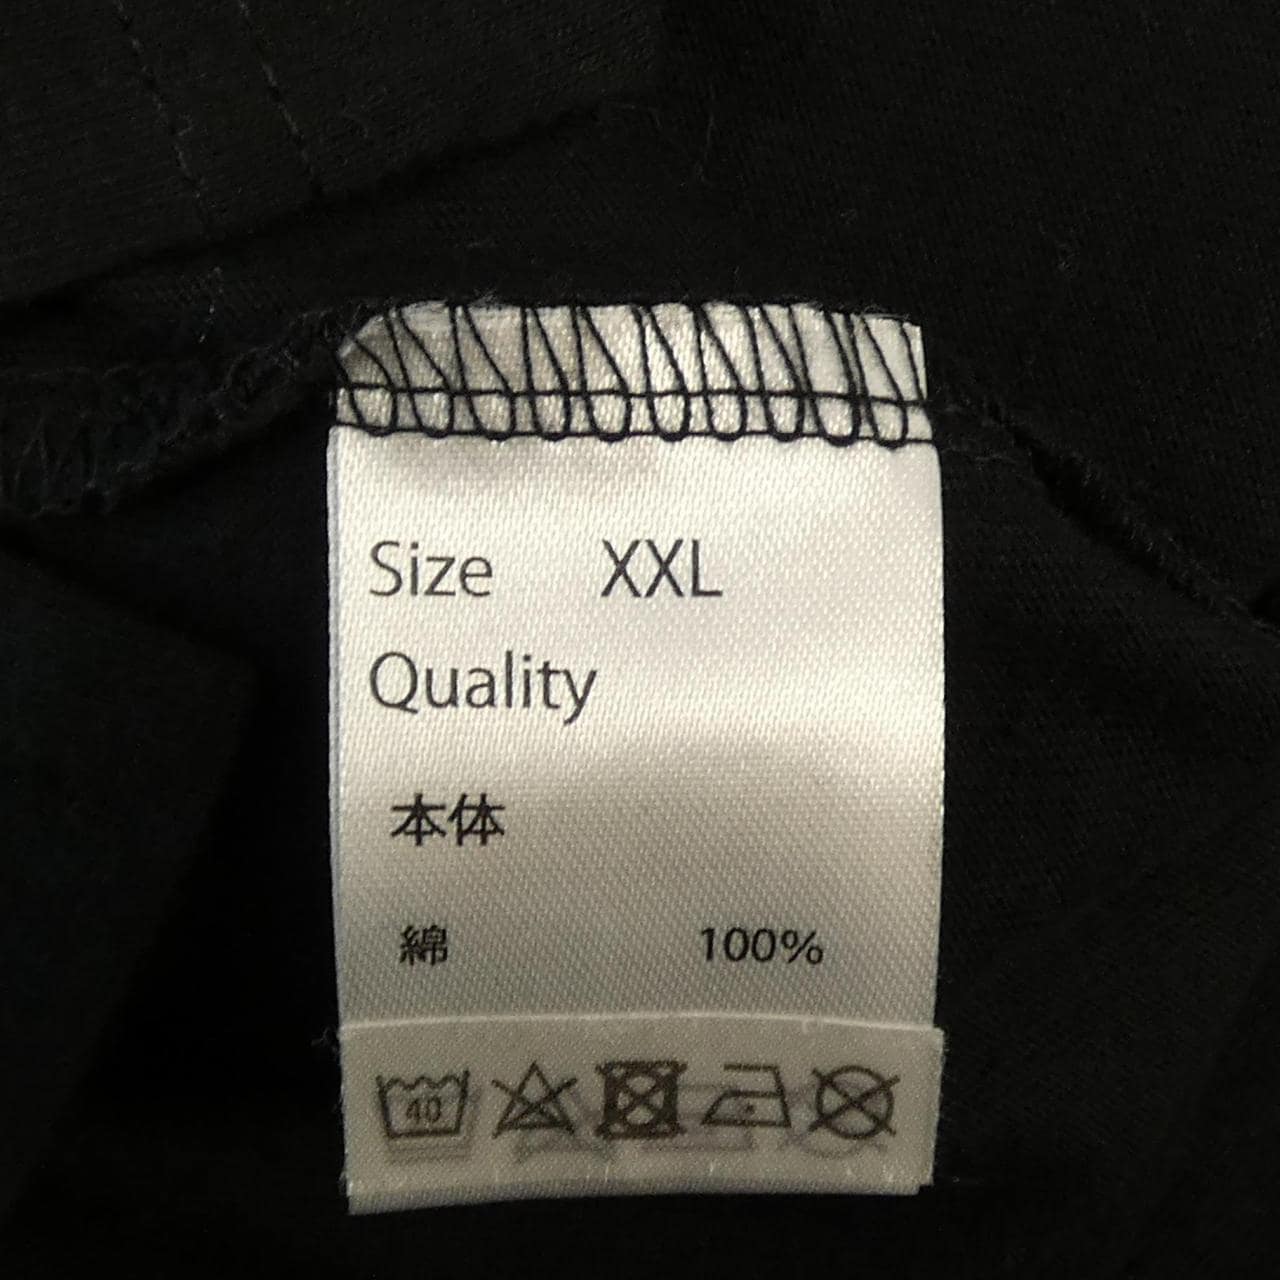 Size XXL
Quality
本体
綿 100%
40